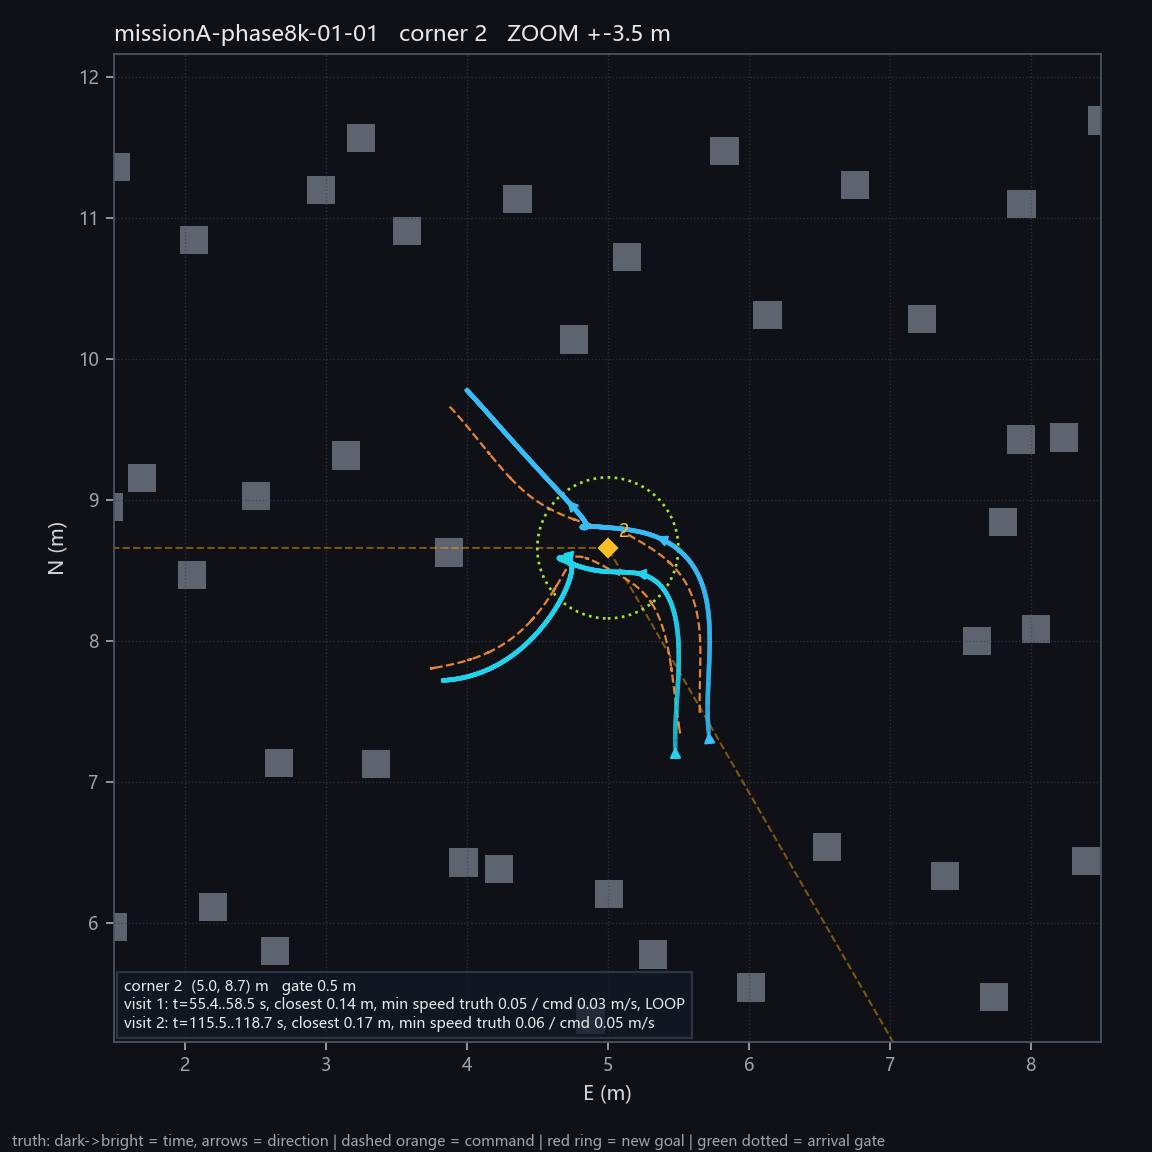 missionA-phase8k-01-01   corner 2   ZOOM +-3.5 m
12
11
10
9
8
7
6
N (m)
2
corner 2  (5.0, 8.7) m   gate 0.5 m
visit 1: t=55.4..58.5 s, closest 0.14 m, min speed truth 0.05 / cmd 0.03 m/s, LOOP
visit 2: t=115.5..118.7 s, closest 0.17 m, min speed truth 0.06 / cmd 0.05 m/s
2 3 4 5 6 7 8
E (m)
truth: dark->bright = time, arrows = direction | dashed orange = command | red ring = new goal | green dotted = arrival gate